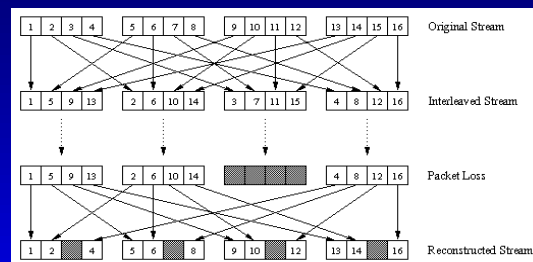 1 2 3 4 5 6 7 8 9 10 11 12 13 14 15 16 Original Stream
1 5 9 13 2 6 10 14 3 7 11 15 4 8 12 16 Interleaved Stream
1 5 9 13 2 6 10 14 4 8 12 16 Packet Loss
1 2 4 5 6 8 9 10 12 13 14 16 Reconstructed Stream